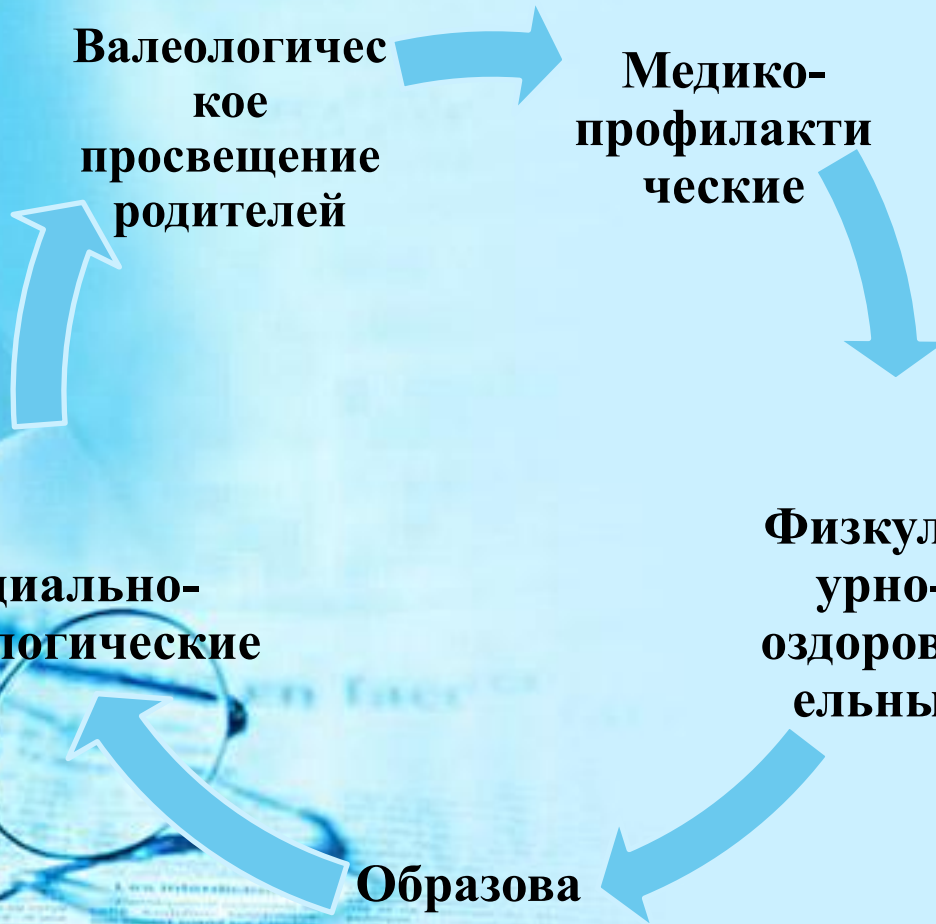 Валеологичес
кое
просвещение
родителей
Медико-
профилакти
ческие
Физкул
урно-
оздоров
ельны
Образова
циально-
логические